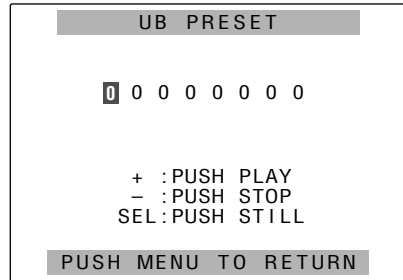 UB PRESET
0 0 0 0 0 0 0 0
+ :PUSH PLAY
– :PUSH STOP
SEL:PUSH STILL
PUSH MENU TO RETURN